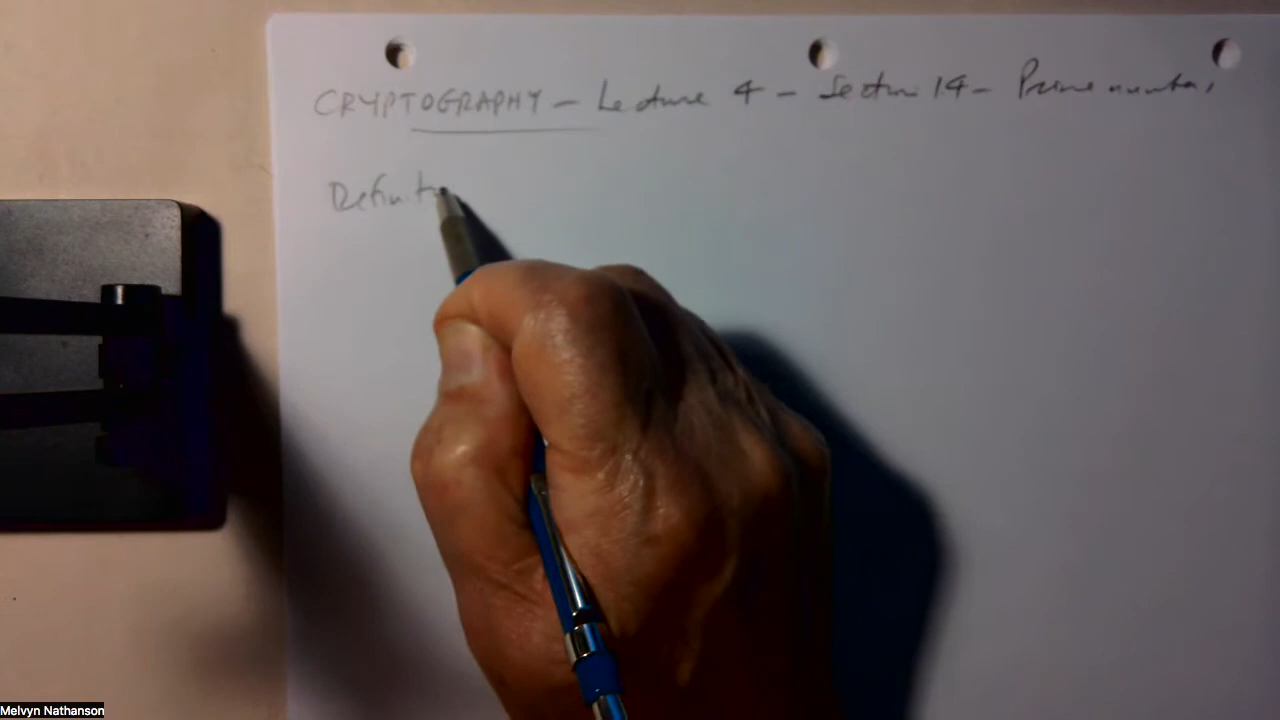 CRYPTOGRAPHY - Lecture 4 - Section 14 - Prime numbers
Definit
Melvyn Nathanson